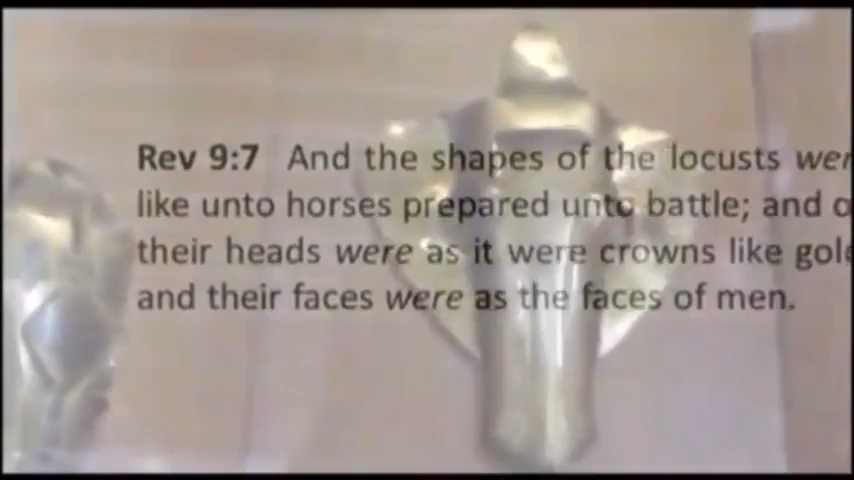 Rev 9:7 And the shapes of the locusts wer
like unto horses prepared unto battle; and o
their heads were as it were crowns like gol
and their faces were as the faces of men.